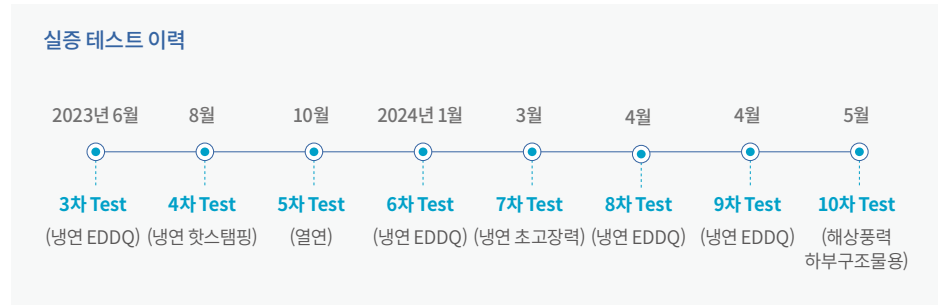 실증 테스트 이력
2023년 6월 8월 10월 2024년 1월 3월 4월 4월 5월
3차 Test 4차 Test 5차 Test 6차 Test 7차 Test 8차 Test 9차 Test 10차 Test
(냉연 EDDQ) (냉연 핫스탬핑) (열연) (냉연 EDDQ) (냉연 초고장력) (냉연 EDDQ) (냉연 EDDQ) (해상풍력
하부구조물용)